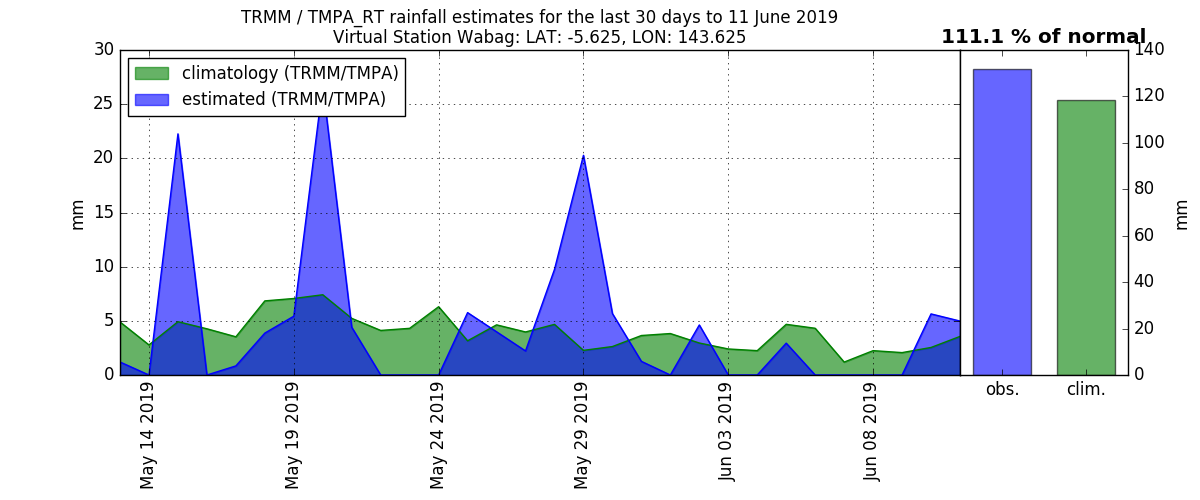 TRMM / TMPA_RT rainfall estimates for the last 30 days to 11 June 2019
Virtual Station Wabag: LAT: -5.625, LON: 143.625
111.1 % of normal
climatology (TRMM/TMPA)
estimated (TRMM/TMPA)
mm
30
25
20
15
10
5
0
May 14 2019
May 19 2019
May 24 2019
May 29 2019
Jun 03 2019
Jun 08 2019
140
120
100
80
60
40
20
0
mm
obs.
clim.